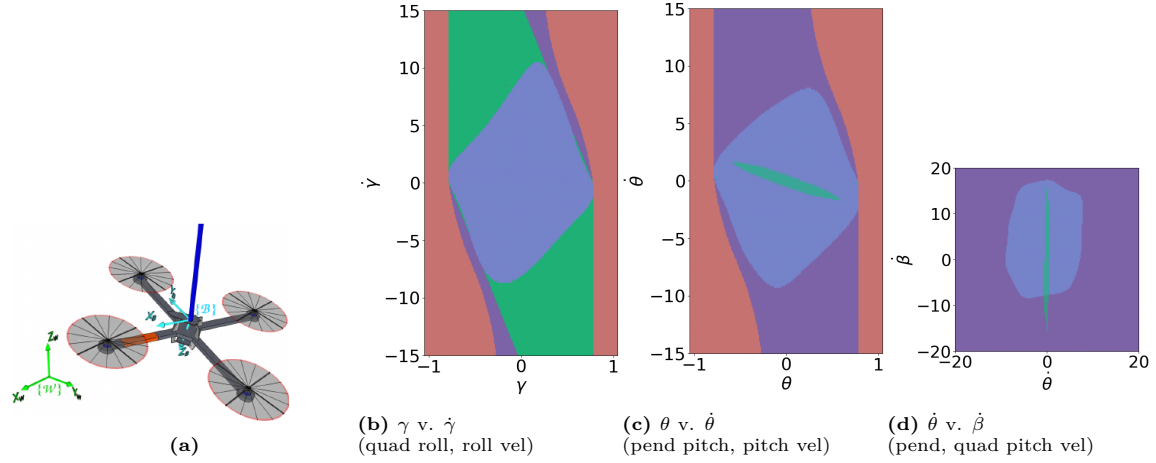 {B}
{W}
15
10
5
0
−5
−10
−15
−1
0
1
γ̇
γ
15
10
5
0
−5
−10
−15
−1
0
1
θ̇
θ
20
10
0
−10
−20
−20
0
20
β̇
θ̇
(a)
(b) γ v. γ̇
(quad roll, roll vel)
(c) θ v. θ̇
(pend pitch, pitch vel)
(d) θ̇ v. β̇
(pend, quad pitch vel)